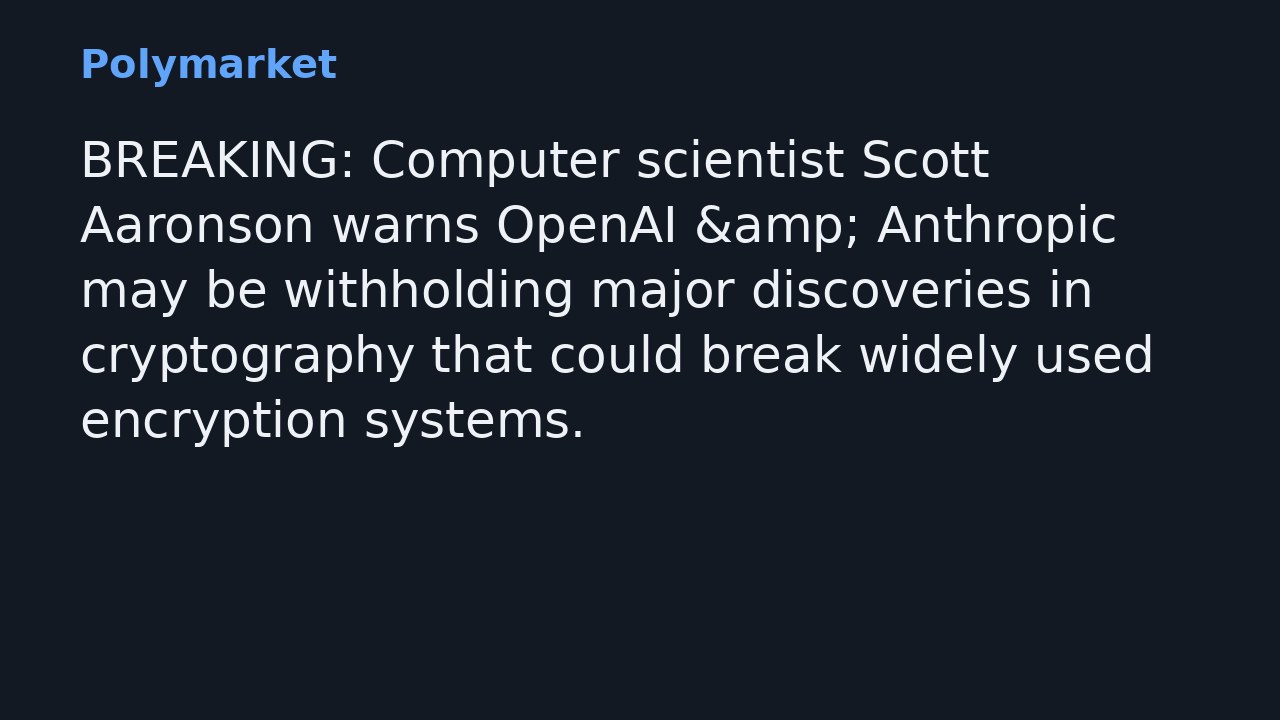 Polymarket
BREAKING: Computer scientist Scott
Aaronson warns OpenAI &amp; Anthropic
may be withholding major discoveries in
cryptography that could break widely used
encryption systems.